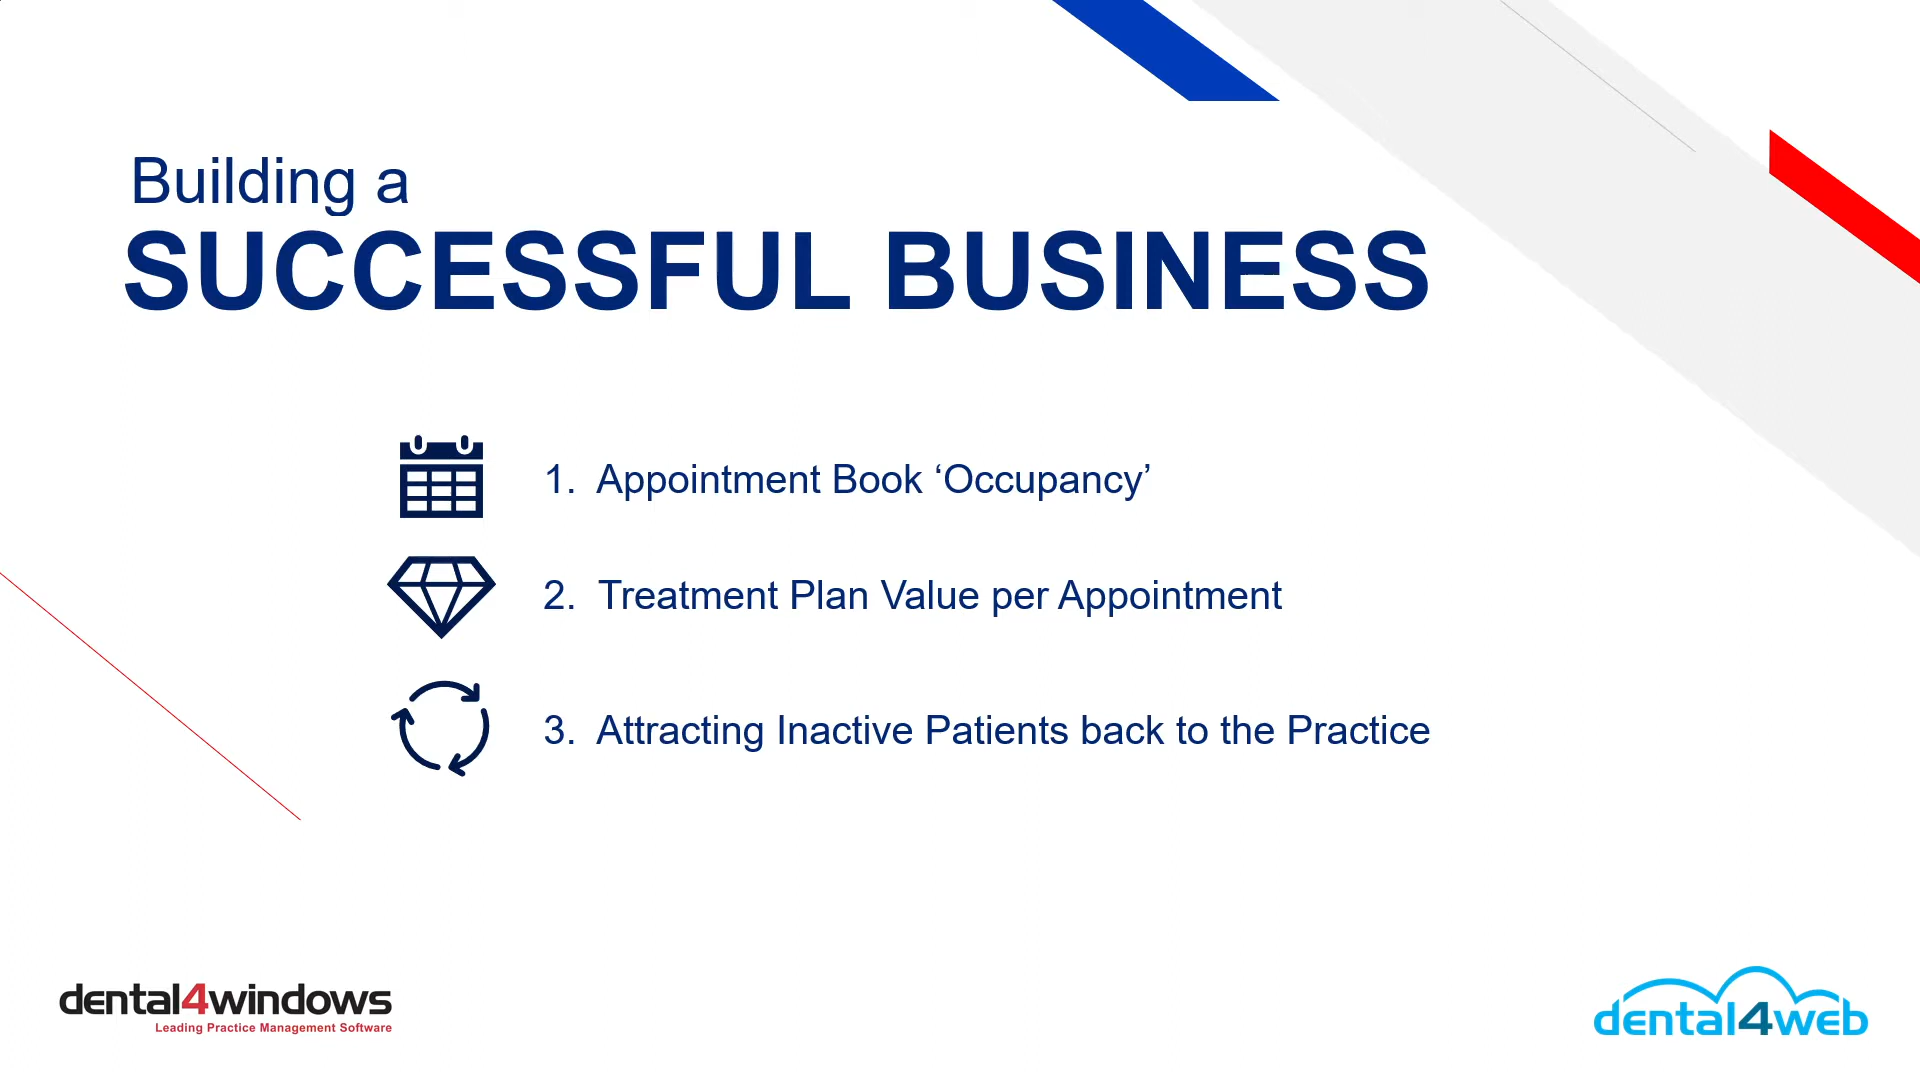 Building a
SUCCESSFUL BUSINESS
1. Appointment Book ‘Occupancy’
2. Treatment Plan Value per Appointment
3. Attracting Inactive Patients back to the Practice
dental4windows
Leading Practice Management Software
dental4web